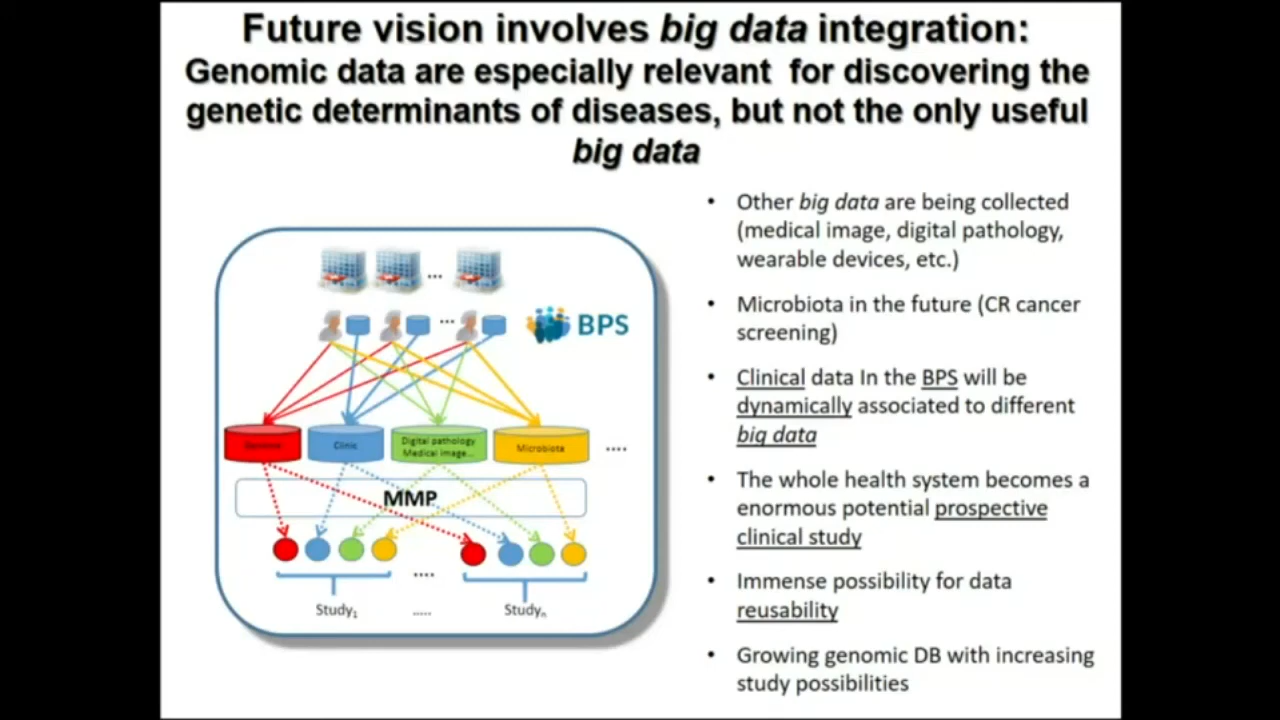 Future vision involves big data integration:
Genomic data are especially relevant for discovering the
genetic determinants of diseases, but not the only useful
big data
...
...
BPS
Clinic
Digital pathology
Medical image...
Microbiota
....
MMP
....
Study1
.....
Studyn
• Other big data are being collected
(medical image, digital pathology,
wearable devices, etc.)
• Microbiota in the future (CR cancer
screening)
• Clinical data In the BPS will be
dynamically associated to different
big data
• The whole health system becomes a
enormous potential prospective
clinical study
• Immense possibility for data
reusability
• Growing genomic DB with increasing
study possibilities